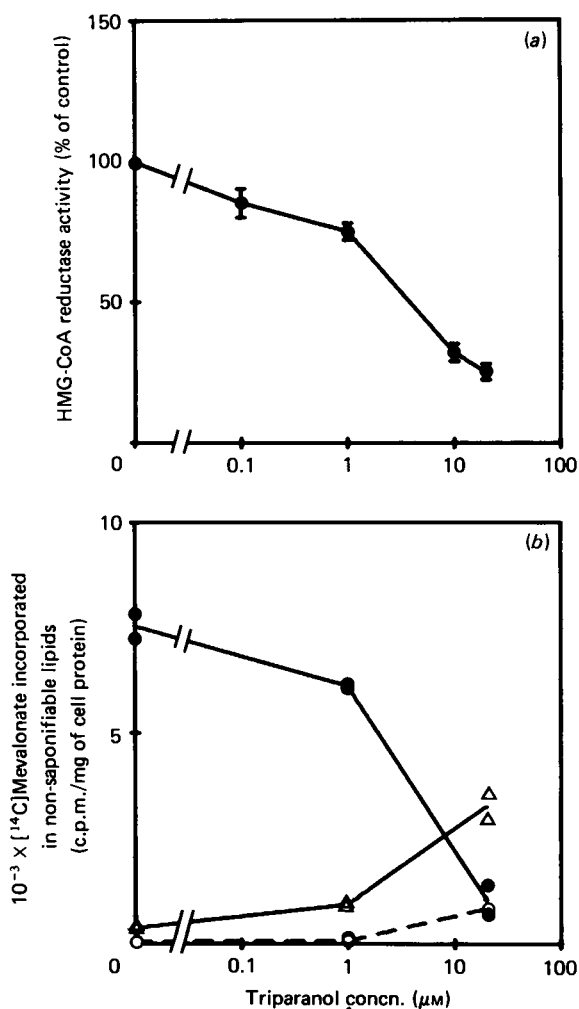 (a)
HMG-CoA reductase activity (% of control)
150
100
50
0
0.1
1
10
100
(b)
10⁻³ × [¹⁴C]Mevalonate incorporated
in non-saponifiable lipids
(c.p.m./mg of cell protein)
10
5
0
0.1
1
10
100
Triparanol concn. (μM)